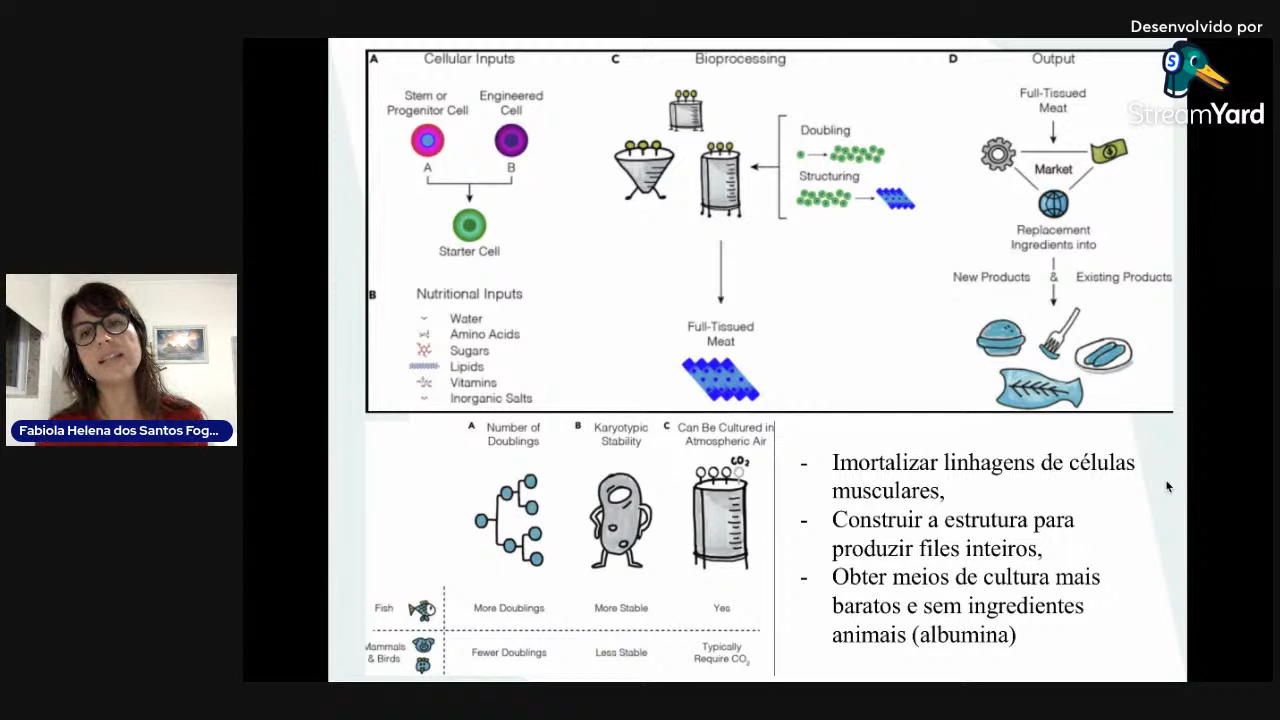 Desenvolvido por
StreamYard
A Cellular Inputs
Stem or
Progenitor Cell
Engineered
Cell
A
B
Starter Cell
B Nutritional Inputs
Water
Amino Acids
Sugars
Lipids
Vitamins
Inorganic Salts
C Bioprocessing
Doubling
Structuring
Full-Tissued
Meat
D Output
Full-Tissued
Meat
Market
Replacement
Ingredients into
New Products & Existing Products
A Number of
Doublings
B Karyotypic
Stability
C Can Be Cultured in
Atmospheric Air
CO2
Fish
More Doublings
More Stable
Yes
Mammals
& Birds
Fewer Doublings
Less Stable
Typically
Require CO2
- Imortalizar linhagens de células
musculares,
- Construir a estrutura para
produzir files inteiros,
- Obter meios de cultura mais
baratos e sem ingredientes
animais (albumina)
Fabiola Helena dos Santos Fog...